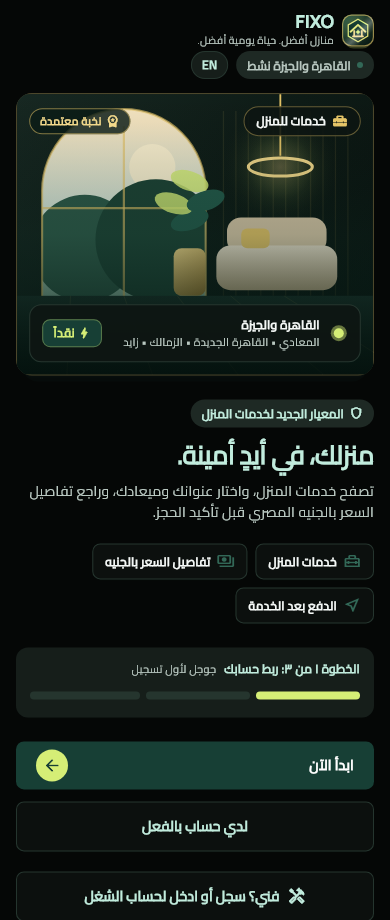 FIXO
منازل أفضل. حياة يومية أفضل.
القاهرة والجيزة نشط
EN
خدمات للمنزل
نخبة معتمدة
القاهرة والجيزة
المعادي • القاهرة الجديدة • الزمالك • زايد
نقداً
المعيار الجديد لخدمات المنزل
منزلك، في أيدٍ أمينة.
تصفح خدمات المنزل، واختار عنوانك وميعادك، وراجع تفاصيل
السعر بالجنيه المصري قبل تأكيد الحجز.
خدمات المنزل
تفاصيل السعر بالجنيه
الدفع بعد الخدمة
الخطوة ١ من ٣: ربط حسابك جوجل لأول تسجيل
ابدأ الآن
لدي حساب بالفعل
فني؟ سجل أو ادخل لحساب الشغل